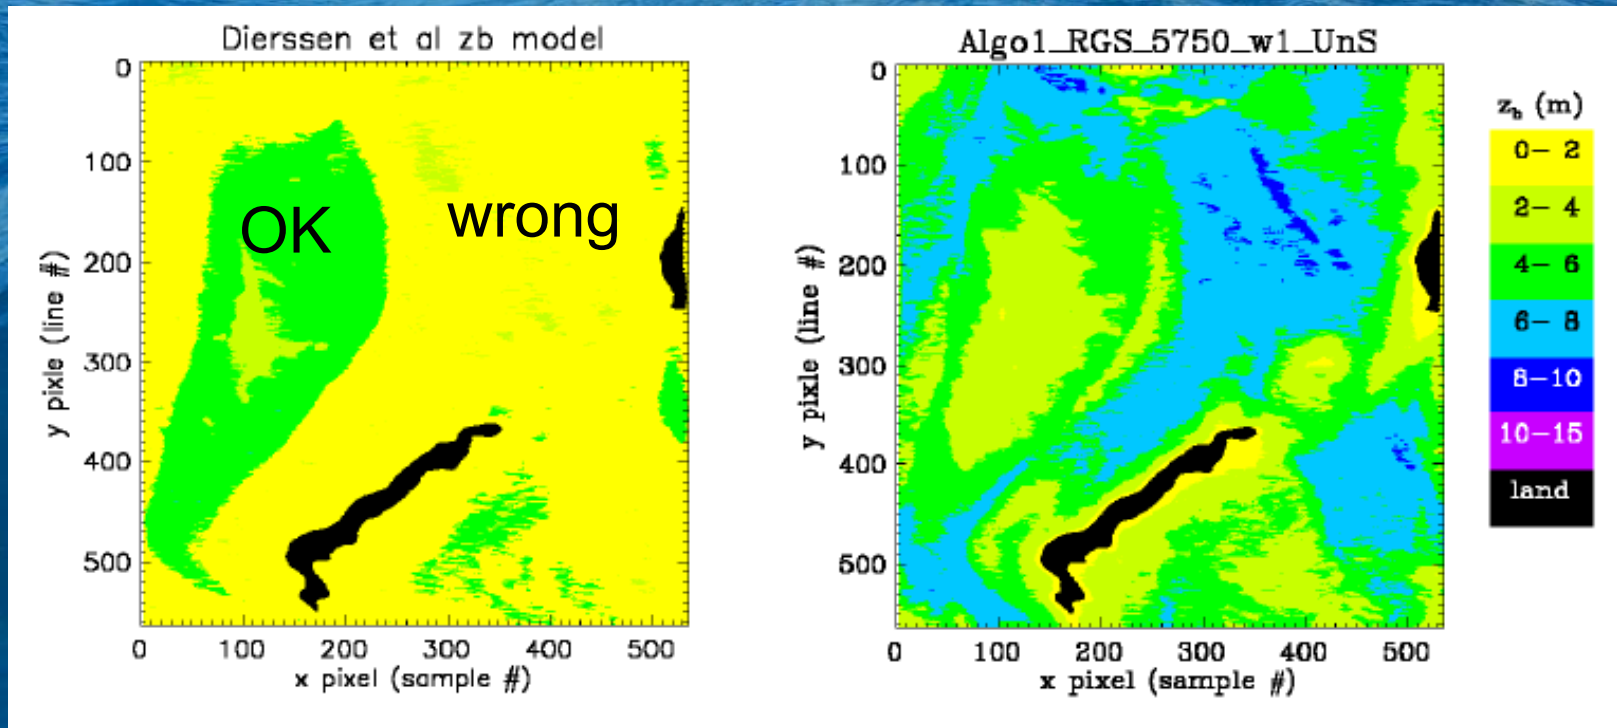 Dierssen et al zb model
0
100
200
300
400
500
y pixle (line #)
OK
wrong
0 100 200 300 400 500
x pixel (sample #)
Algo1_RGS_5750_w1_UnS
0
100
200
300
400
500
y pixle (line #)
0 100 200 300 400 500
x pixel (sample #)
z_b (m)
0- 2
2- 4
4- 6
6- 8
8-10
10-15
land